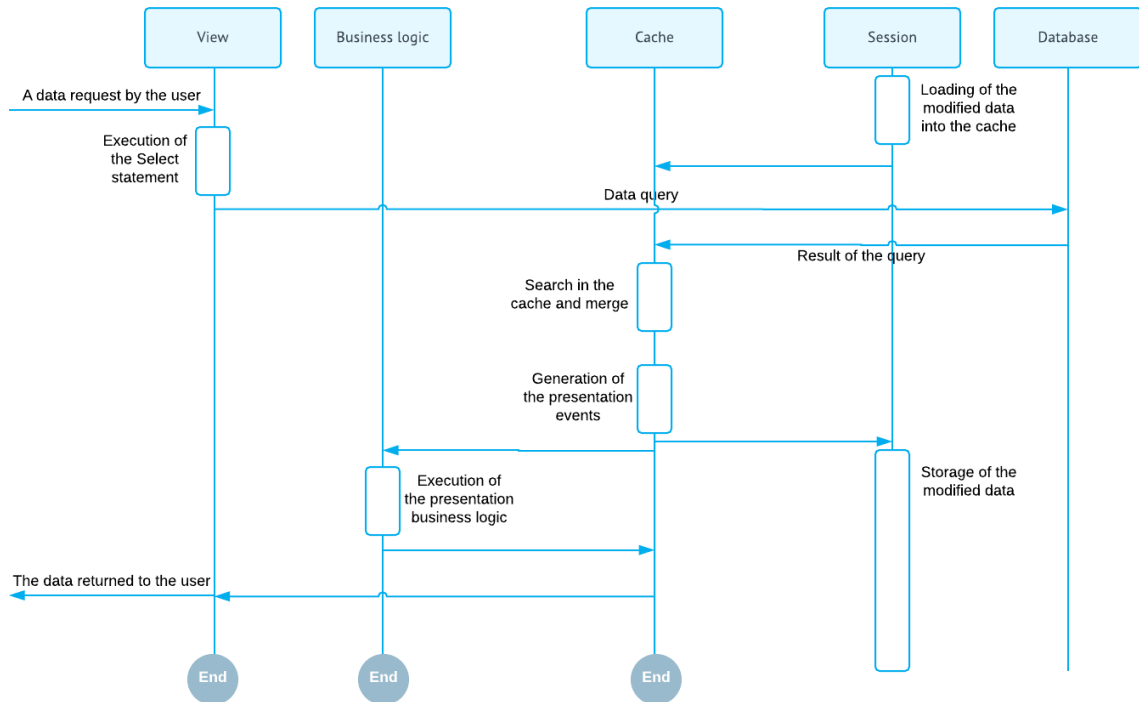 View
Business logic
Cache
Session
Database
A data request by the user
Loading of the
modified data
into the cache
Execution of
the Select
statement
Data query
Result of the query
Search in the
cache and merge
Generation of
the presentation
events
Execution of
the presentation
business logic
Storage of the
modified data
The data returned to the user
End
End
End